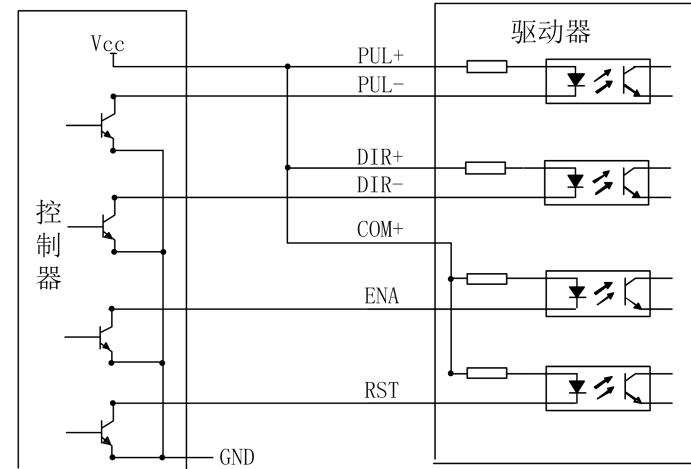 驱动器
Vcc
PUL+
PUL-
DIR+
DIR-
控制器
COM+
ENA
RST
GND